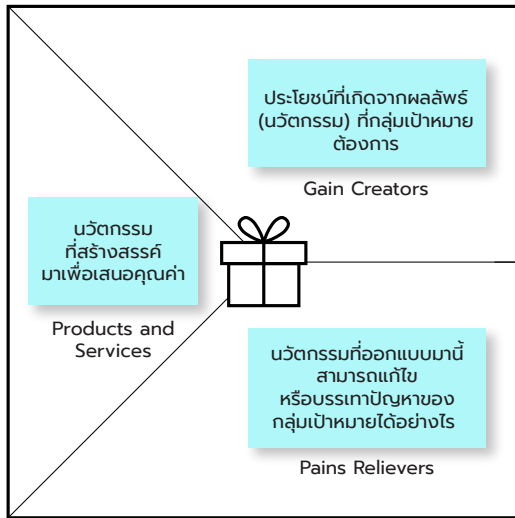 ประโยชน์ที่เกิดจากผลลัพธ์
(นวัตกรรม) ที่กลุ่มเป้าหมาย
ต้องการ
Gain Creators
นวัตกรรม
ที่สร้างสรรค์
มาเพื่อเสนอคุณค่า
Products and
Services
นวัตกรรมที่ออกแบบมานี้
สามารถแก้ไข
หรือบรรเทาปัญหาของ
กลุ่มเป้าหมายได้อย่างไร
Pains Relievers